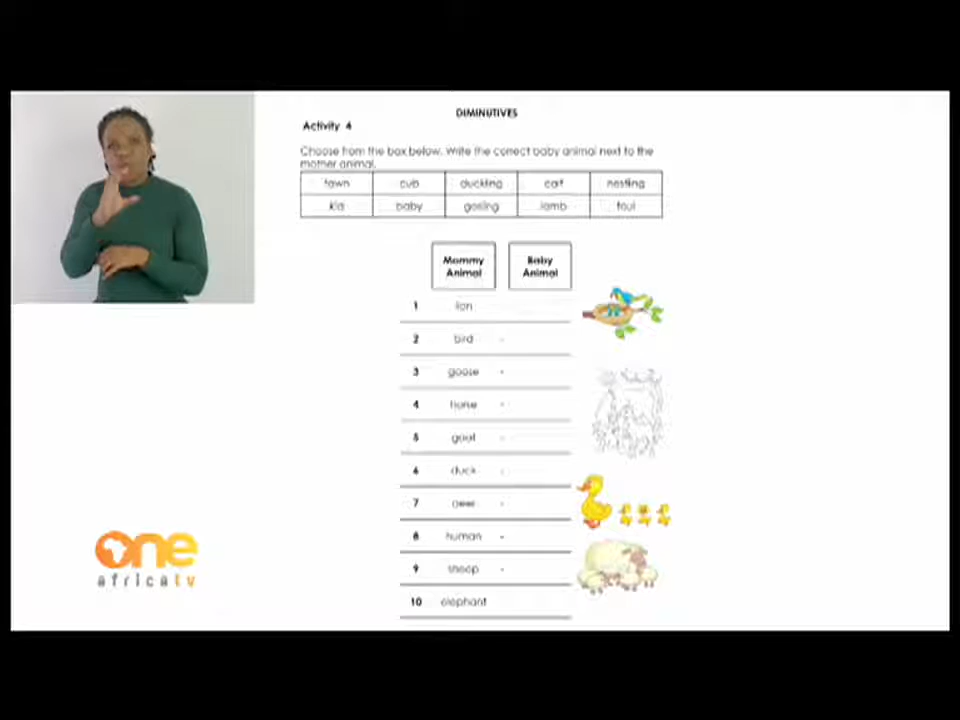 DIMINUTIVES
Activity 4
Choose from the box below. Write the correct baby animal next to the
mother animal.
fawn cub duckling calf nestling
kid baby gosling lamb foal
Mommy Animal Baby Animal
1 lion
2 bird -
3 goose -
4 horse -
5 goat -
6 duck -
7 deer -
8 human -
9 sheep -
10 elephant
one
africa tv